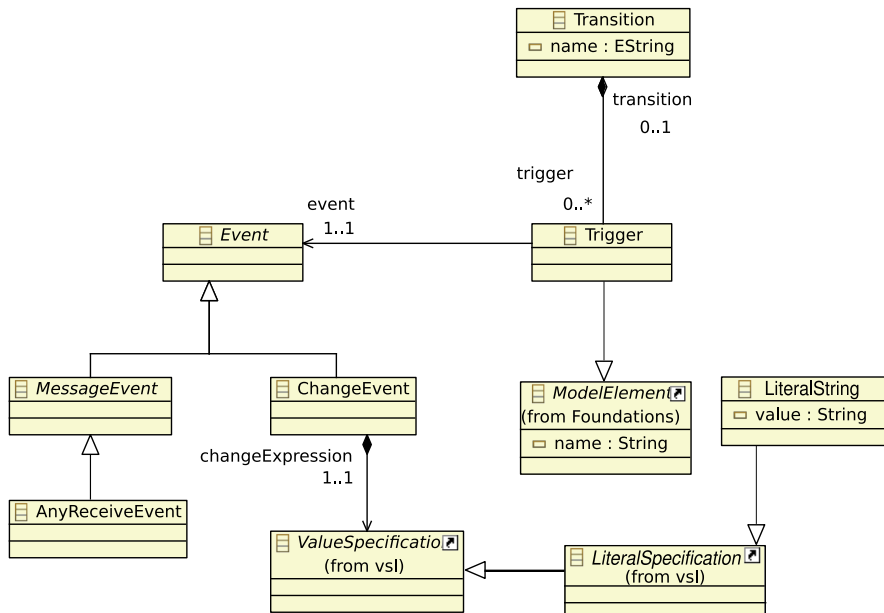 Transition
name : EString
transition
0..1
trigger
0..*
event
1..1
Event
Trigger
MessageEvent
ChangeEvent
ModelElement
(from Foundations)
name : String
LiteralString
value : String
changeExpression
1..1
AnyReceiveEvent
ValueSpecificatio
(from vsl)
LiteralSpecification
(from vsl)